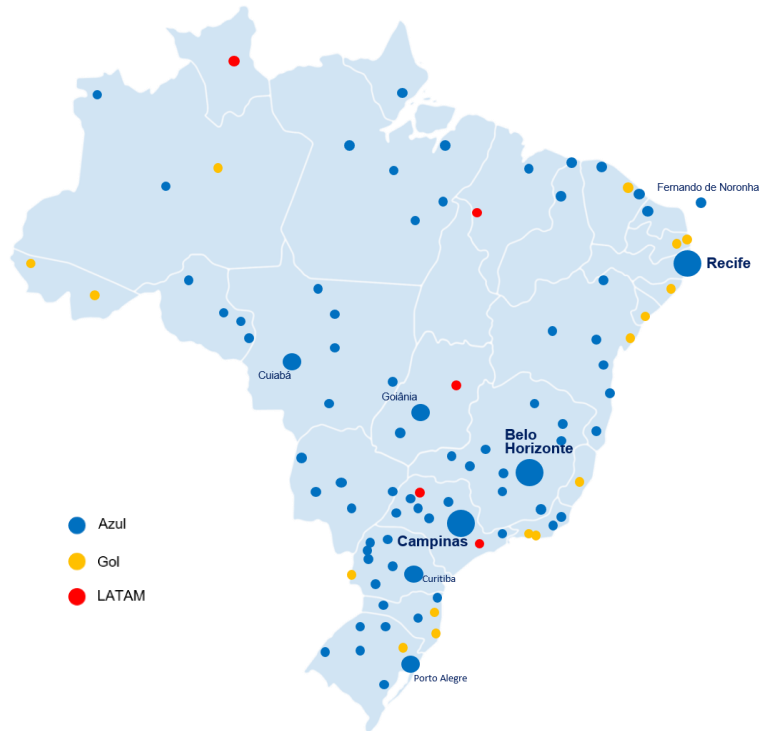 Fernando de Noronha
Recife
Cuiabá
Goiânia
Belo
Horizonte
Campinas
Curitiba
Porto Alegre
Azul
Gol
LATAM